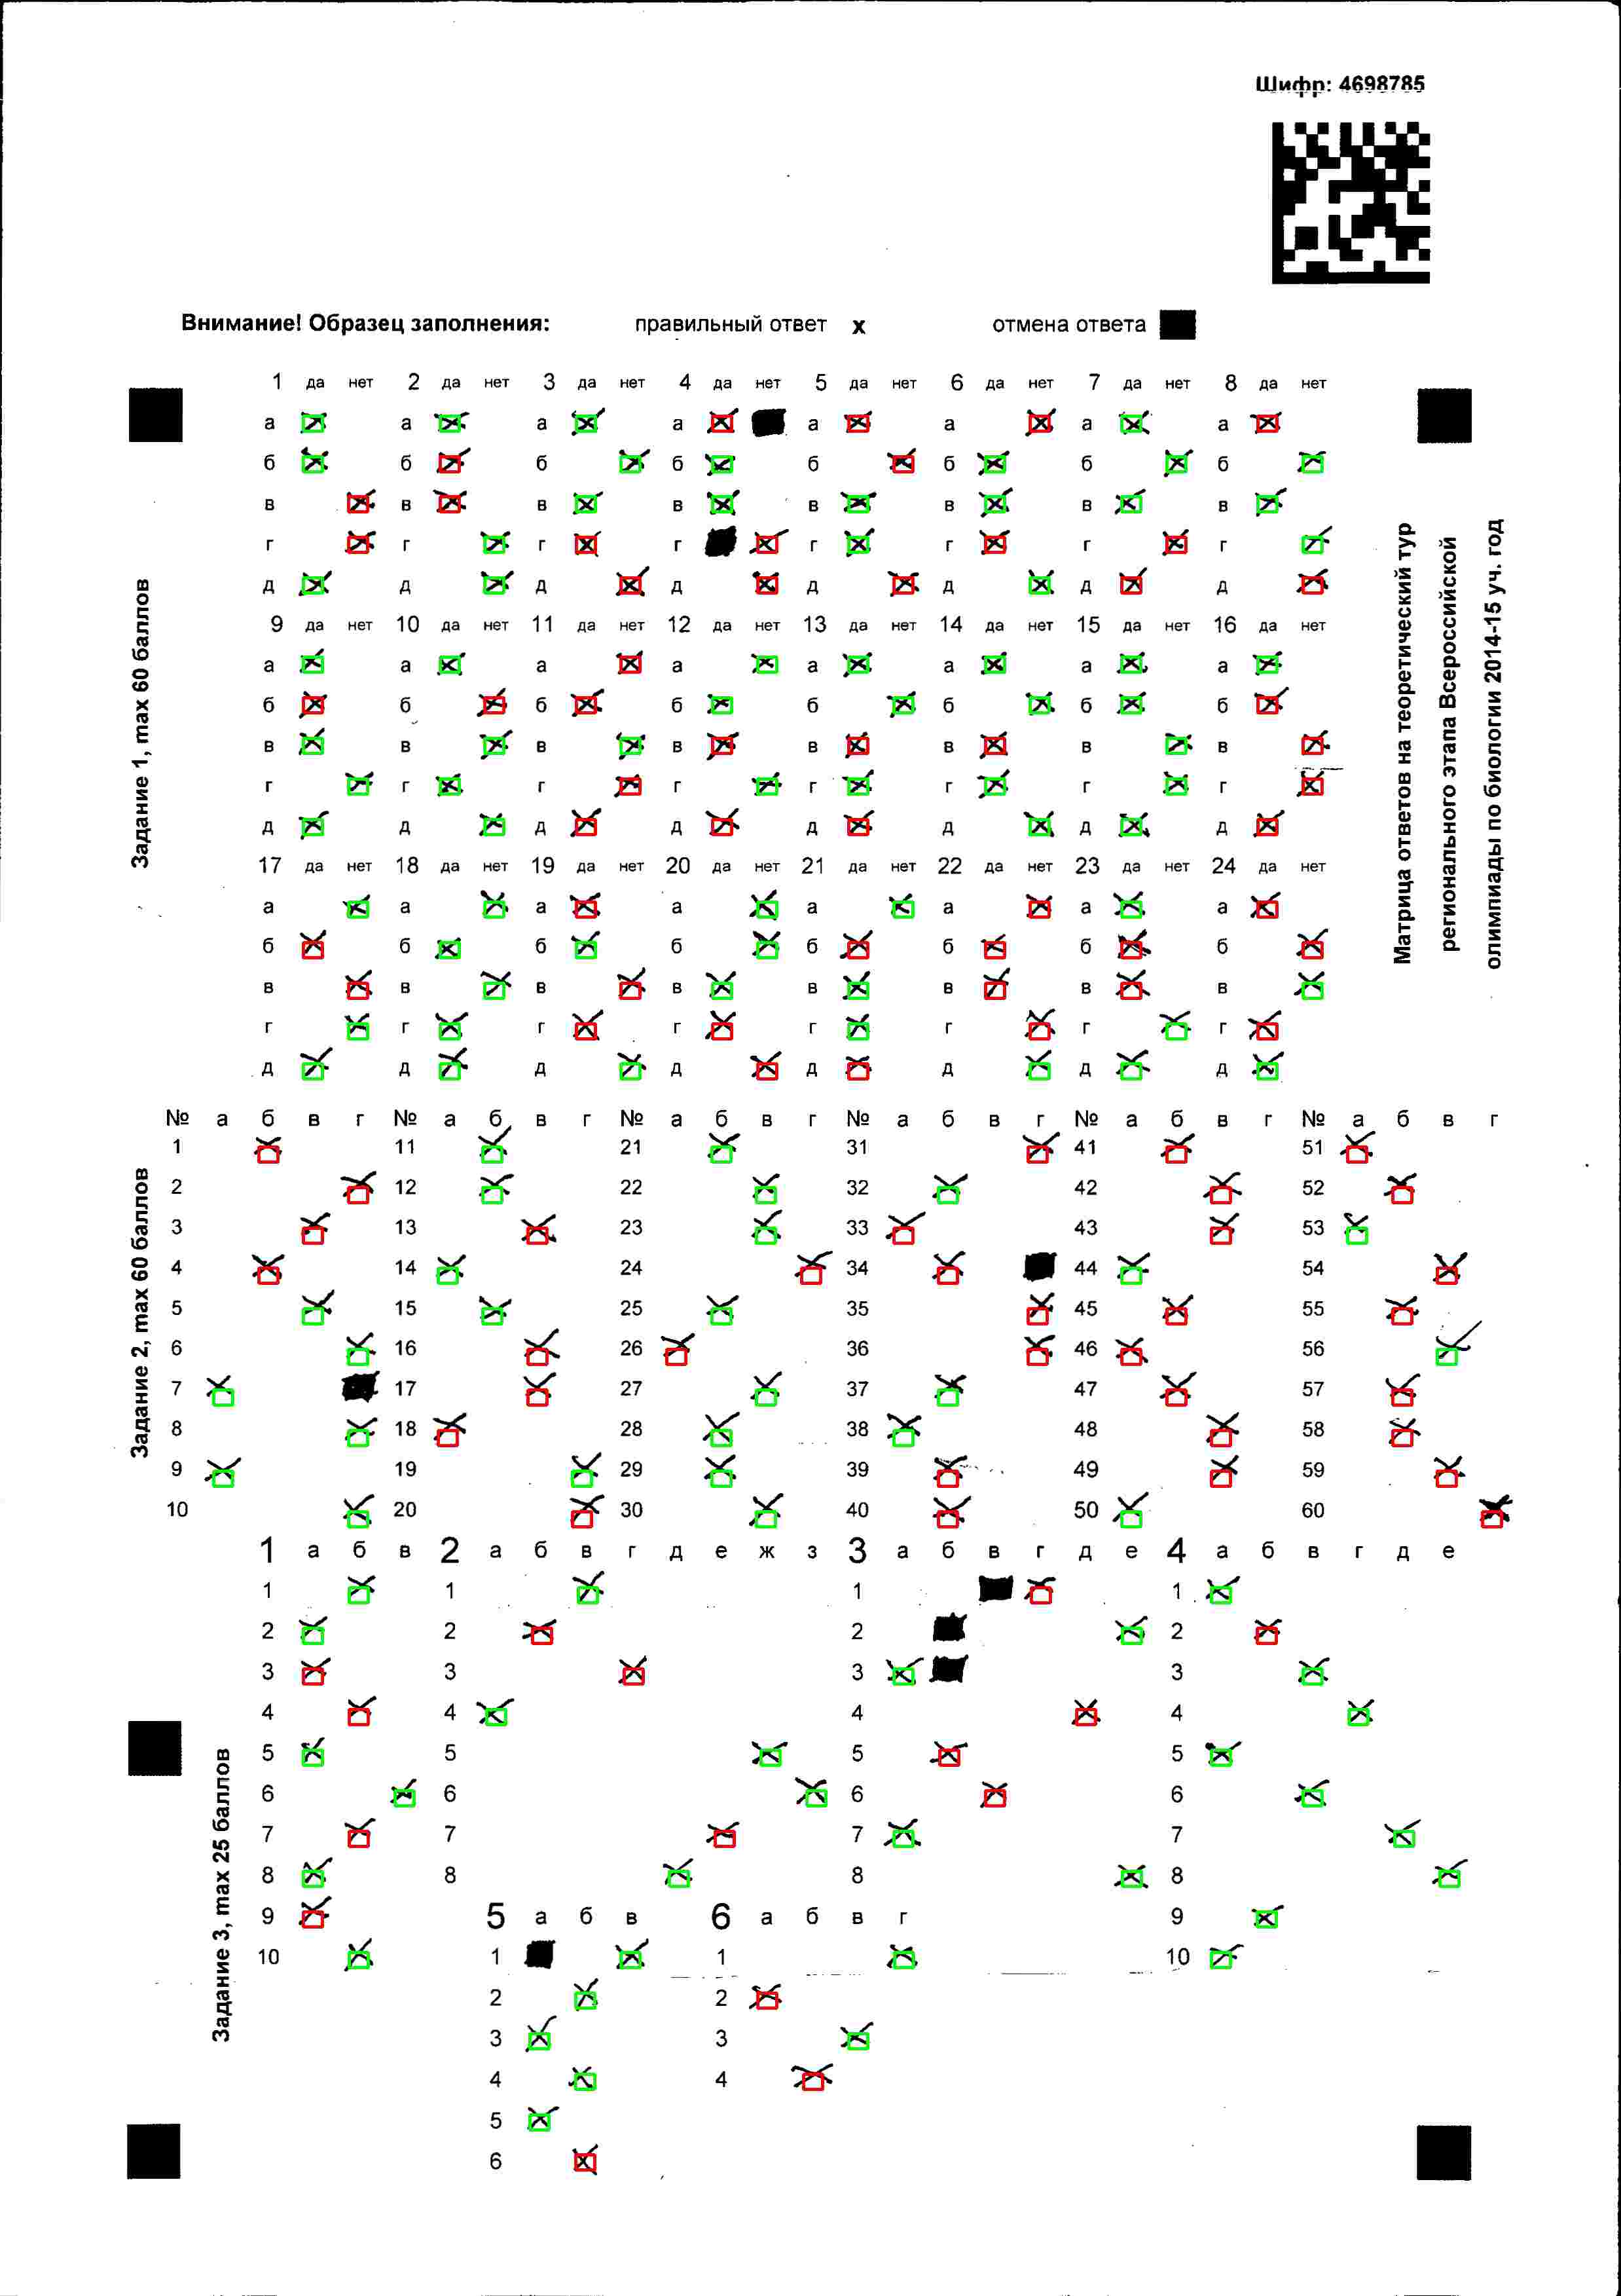 Шифр: 4698785
Внимание! Образец заполнения: правильный ответ x отмена ответа
1 да нет 2 да нет 3 да нет 4 да нет 5 да нет 6 да нет 7 да нет 8 да нет
а а а а а а а а
б б б б б б б б
в в в в в в в в
г г г г г г г г
д д д д д д д д
9 да нет 10 да нет 11 да нет 12 да нет 13 да нет 14 да нет 15 да нет 16 да нет
а а а а а а а а
б б б б б б б б
в в в в в в в в
г г г г г г г г
д д д д д д д д
17 да нет 18 да нет 19 да нет 20 да нет 21 да нет 22 да нет 23 да нет 24 да нет
а а а а а а а а
б б б б б б б б
в в в в в в в в
г г г г г г г г
д д д д д д д д
Задание 1, max 60 баллов
Матрица ответов на теоретический тур
регионального этапа Всероссийской
олимпиады по биологии 2014-15 уч. год
№ а б в г № а б в г № а б в г № а б в г № а б в г № а б в г
1 11 21 31 41 51
2 12 22 32 42 52
3 13 23 33 43 53
4 14 24 34 44 54
5 15 25 35 45 55
6 16 26 36 46 56
7 17 27 37 47 57
8 18 28 38 48 58
9 19 29 39 49 59
10 20 30 40 50 60
Задание 2, max 60 баллов
1 а б в 2 а б в г д е ж з 3 а б в г д е 4 а б в г д е
1 1 1 1
2 2 2 2
3 3 3 3
4 4 4 4
5 5 5 5
6 6 6 6
7 7 7 7
8 8 8 8
9 5 а б в 6 а б в г 9
10 1 1 10
2 2
3 3
4 4
5
6
Задание 3, max 25 баллов